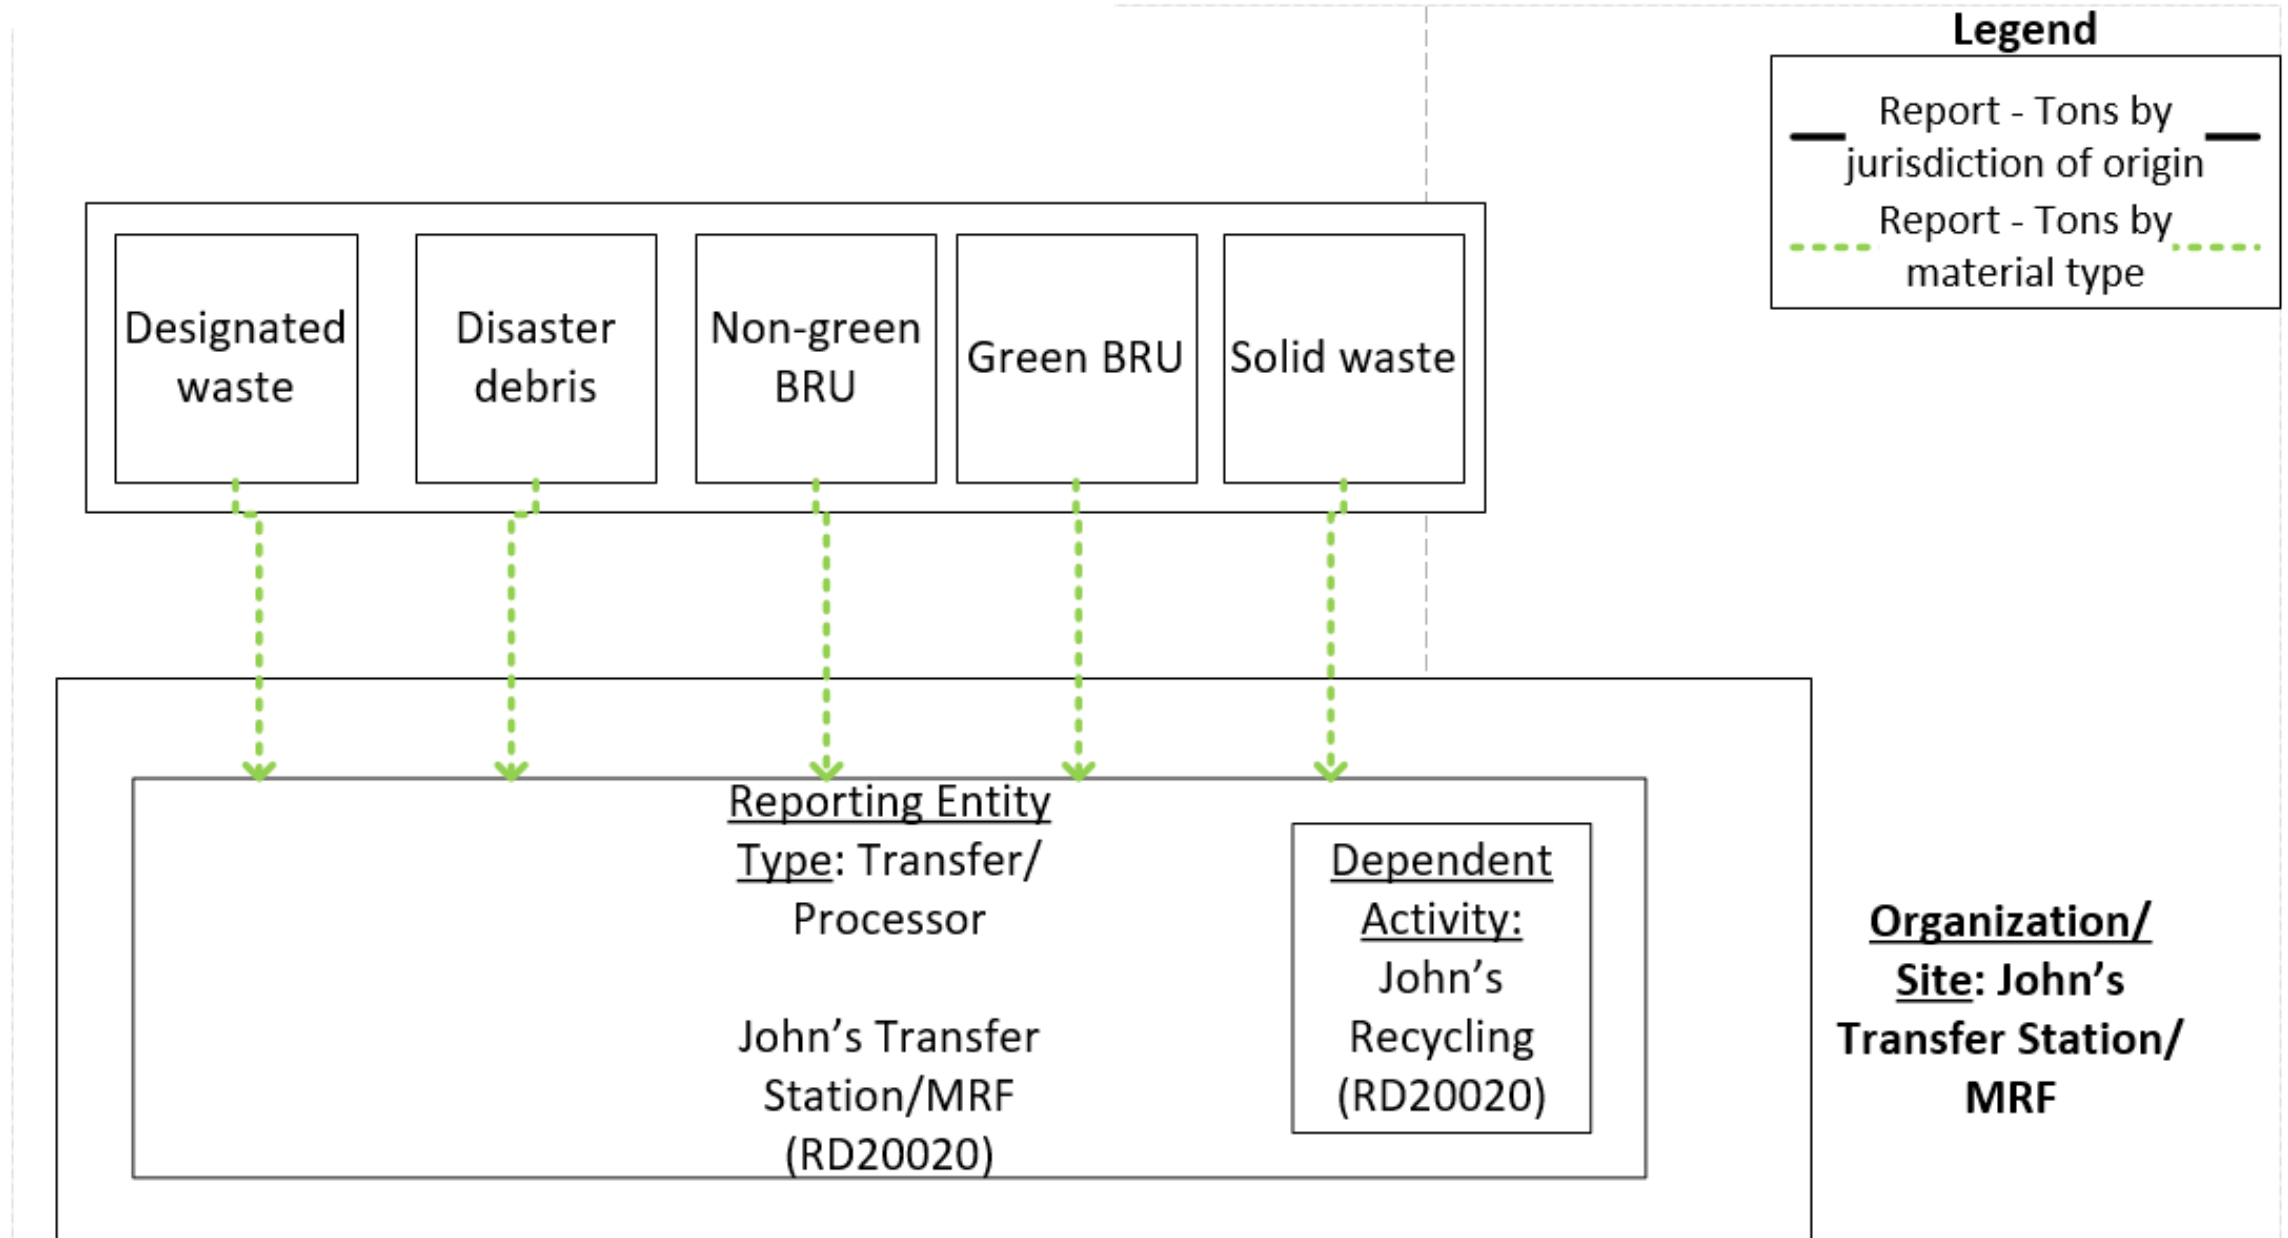 Legend
Report - Tons by
jurisdiction of origin
Report - Tons by
material type
Designated
waste
Disaster
debris
Non-green
BRU
Green BRU
Solid waste
Reporting Entity
Type: Transfer/
Processor
John’s Transfer
Station/MRF
(RD20020)
Dependent
Activity:
John’s
Recycling
(RD20020)
Organization/
Site: John’s
Transfer Station/
MRF